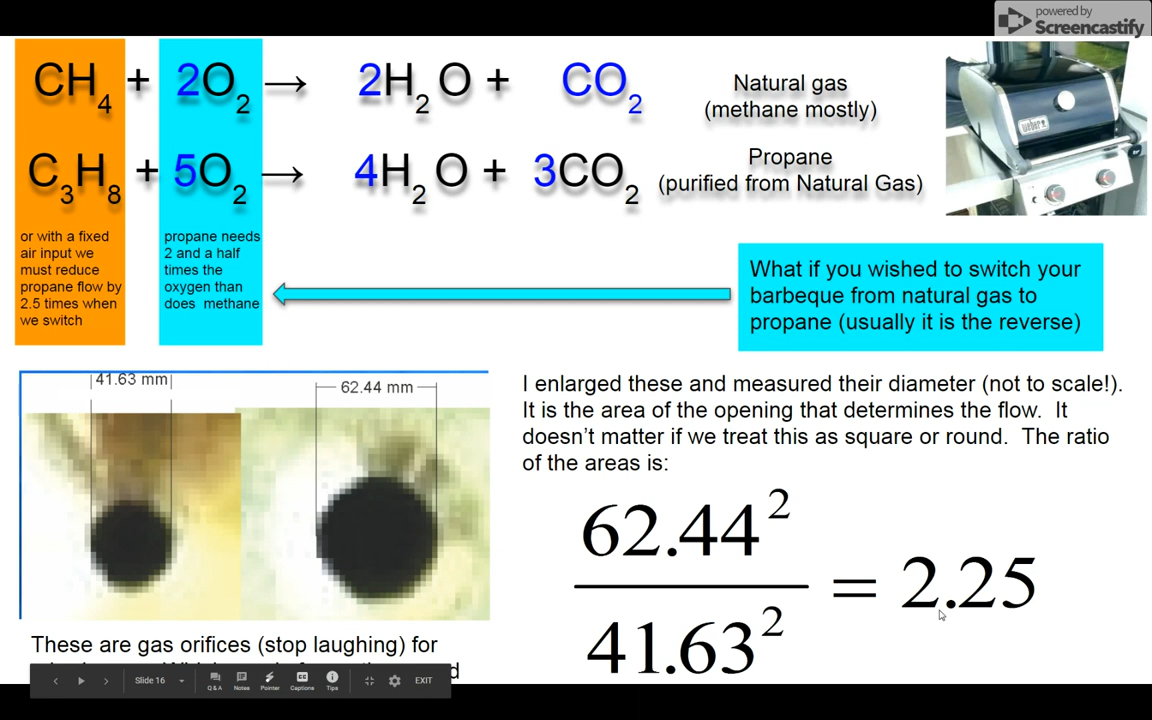 powered by
Screencastify
CH4 + 2O2 → 2H2O + CO2
Natural gas
(methane mostly)
C3H8 + 5O2 → 4H2O + 3CO2
Propane
(purified from Natural Gas)
weber
or with a fixed
air input we
must reduce
propane flow by
2.5 times when
we switch
propane needs
2 and a half
times the
oxygen than
does methane
What if you wished to switch your
barbeque from natural gas to
propane (usually it is the reverse)
41.63 mm
62.44 mm
I enlarged these and measured their diameter (not to scale!).
It is the area of the opening that determines the flow. It
doesn't matter if we treat this as square or round. The ratio
of the areas is:
62.44²
41.63²
= 2.25
These are gas orifices (stop laughing) for
Slide 16
Q & A
Notes
Pointer
Captions
Tips
EXIT